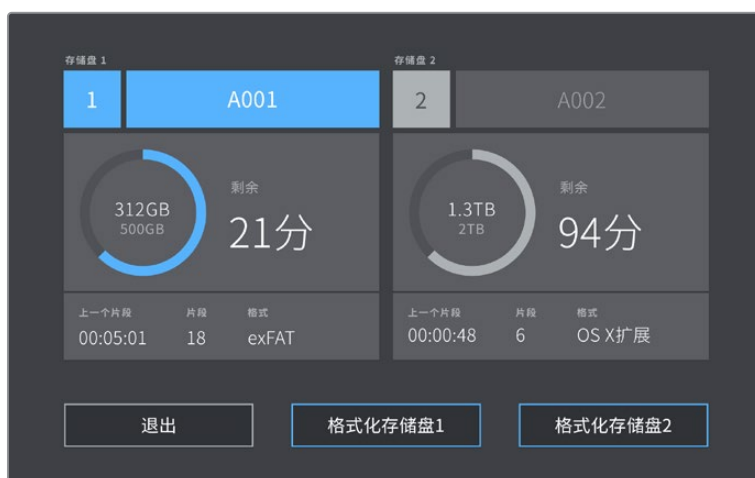 存储盘 1
1
A001
312GB
500GB
剩余
21分
上一个片段
片段
格式
00:05:01
18
exFAT
存储盘 2
2
A002
1.3TB
2TB
剩余
94分
上一个片段
片段
格式
00:00:48
6
OS X扩展
退出
格式化存储盘1
格式化存储盘2